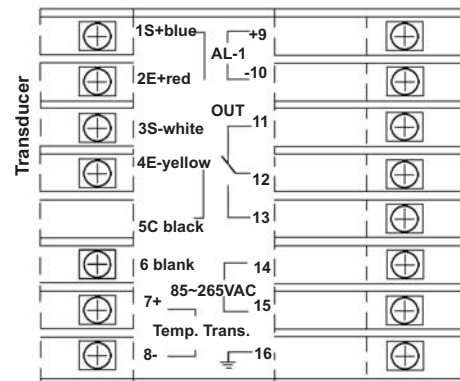 Transducer
1S+blue
+9
AL-1
2E+red
-10
OUT
3S-white
11
4E-yellow
12
5C black
13
6 blank
14
85~265VAC
7+
15
Temp. Trans.
8-
16